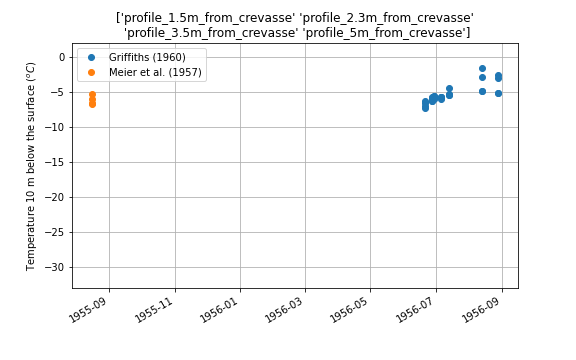 ['profile_1.5m_from_crevasse' 'profile_2.3m_from_crevasse'
'profile_3.5m_from_crevasse' 'profile_5m_from_crevasse']
Griffiths (1960)
Meier et al. (1957)
Temperature 10 m below the surface (°C)
0
−5
−10
−15
−20
−25
−30
1955-09
1955-11
1956-01
1956-03
1956-05
1956-07
1956-09